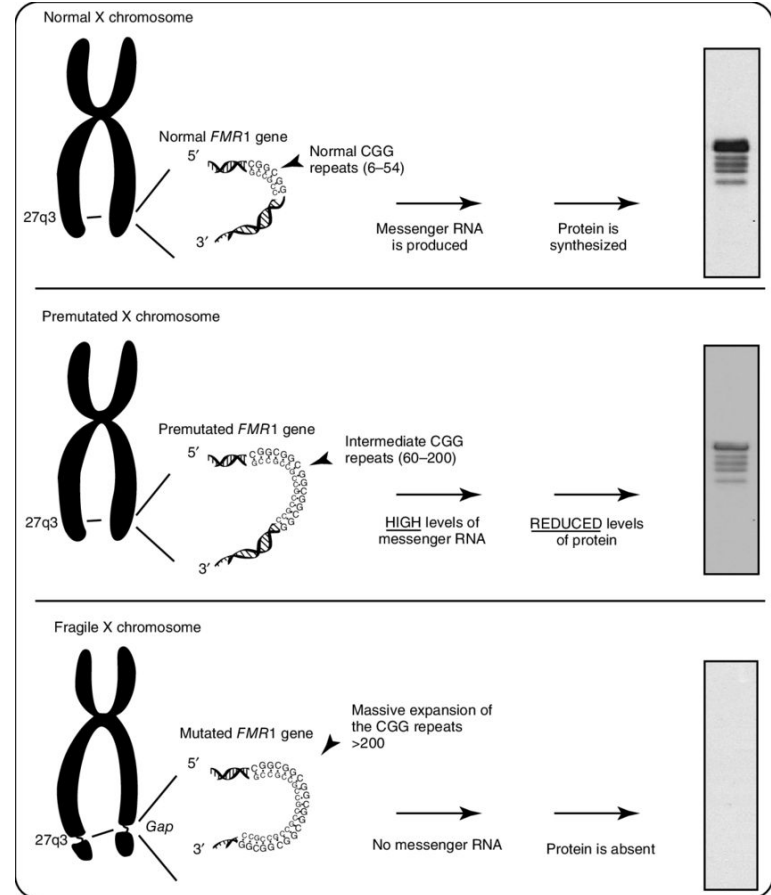 Normal X chromosome
Normal FMR1 gene
5′
CGGCGG
GCCGCC
Normal CGG
repeats (6–54)
27q3
3′
Messenger RNA
is produced
Protein is
synthesized
Premutated X chromosome
Premutated FMR1 gene
5′
Intermediate CGG
repeats (60–200)
27q3
3′
HIGH levels of
messenger RNA
REDUCED levels
of protein
Fragile X chromosome
Massive expansion of
the CGG repeats
>200
Mutated FMR1 gene
5′
27q3
Gap
3′
No messenger RNA
Protein is absent